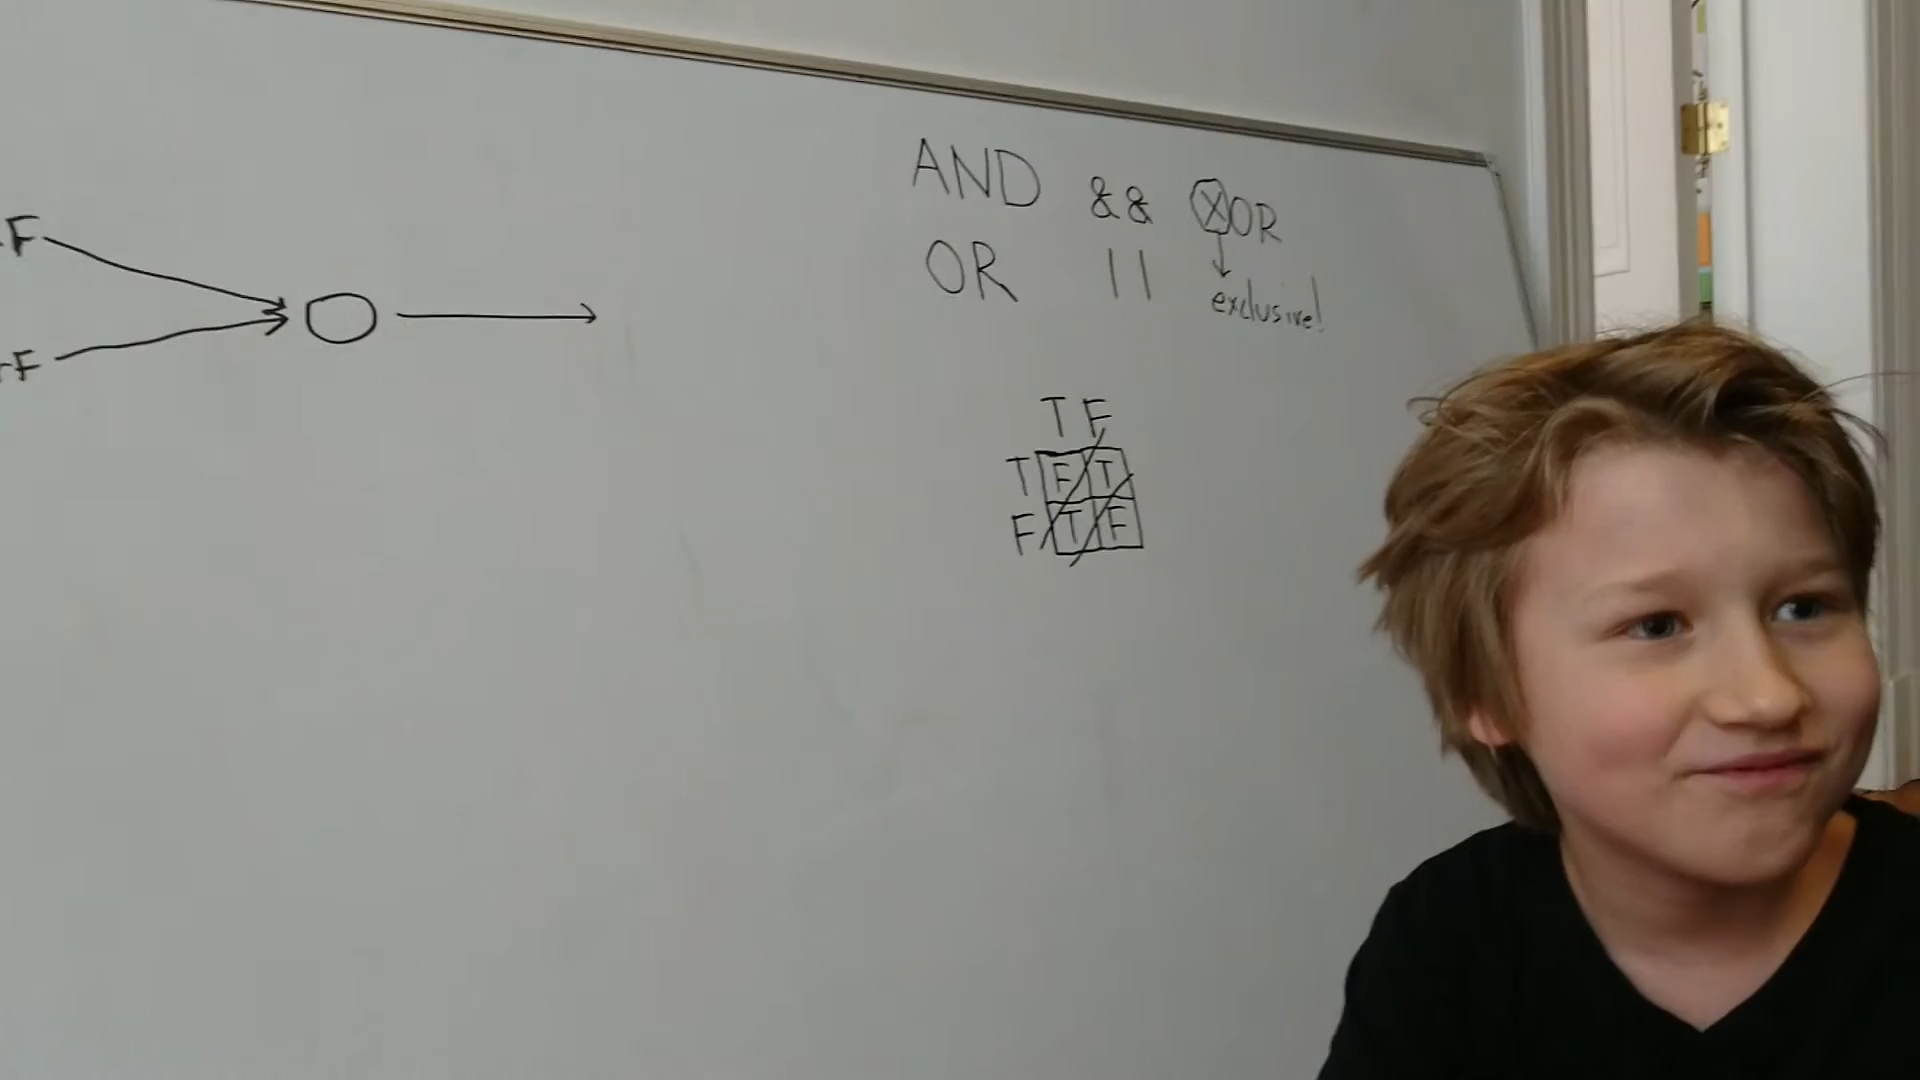 AND && XOR
OR ||
exclusive!
F
F
T F
T F T
F T F